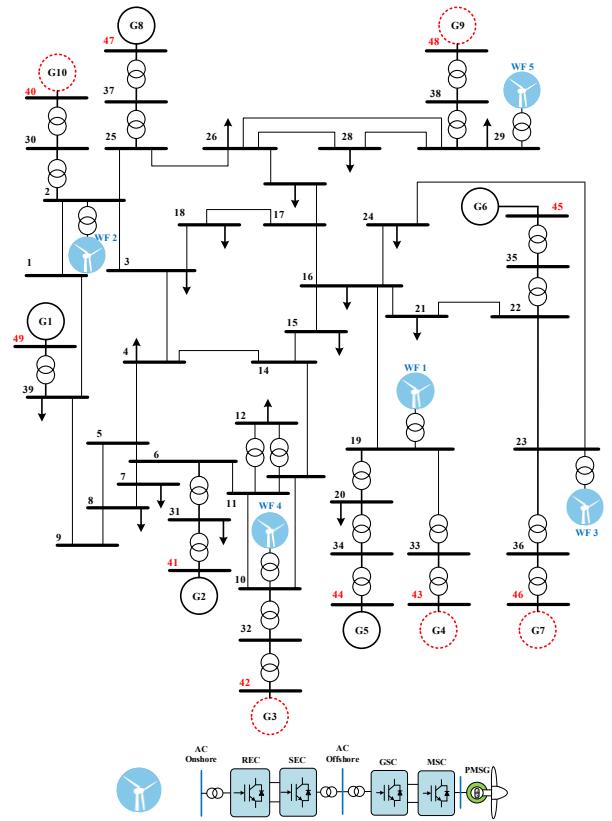 G8
G9
47
48
G10
WF 5
40
37
38
30
25
26
28
29
2
18
17
24
G6
45
WF 2
35
1
3
16
21
22
G1
15
49
4
14
WF 1
39
12
5
19
23
6
7
20
8
31
11
WF 4
9
34
33
36
WF 3
41
10
44
43
46
G2
32
G5
G4
G7
42
G3
AC
Onshore
REC
SEC
AC
Offshore
GSC
MSC
PMSG